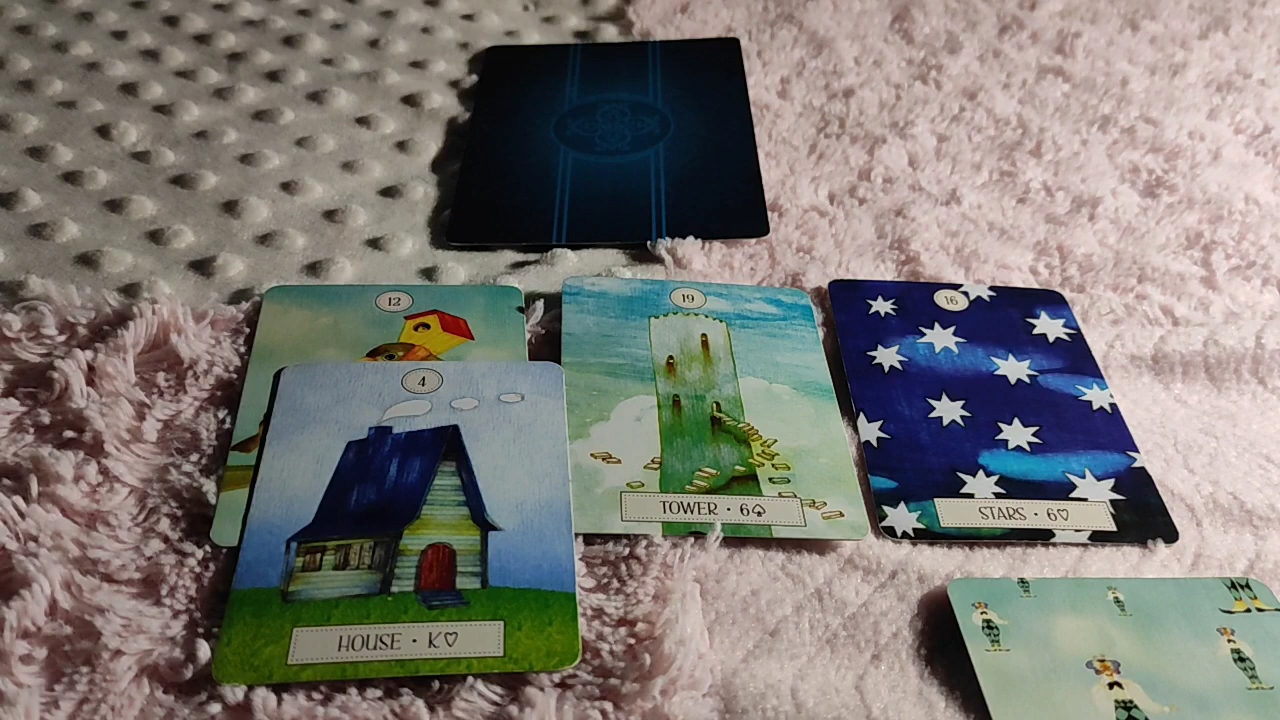 12
19
16
4
TOWER • 6♤
STARS • 6♡
HOUSE • K♡